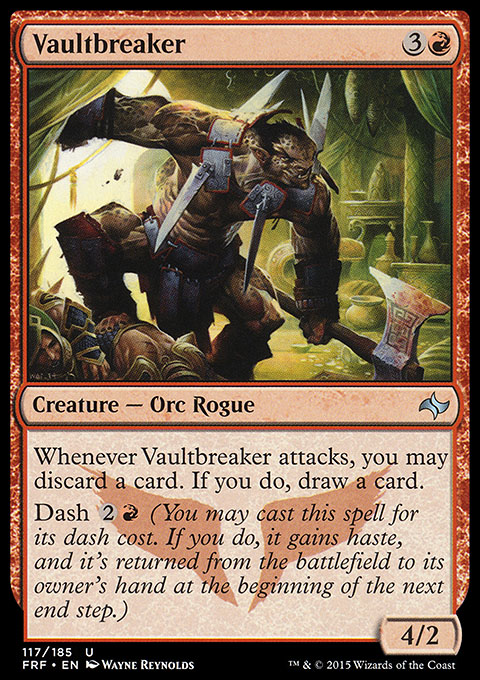 Vaultbreaker 3
Creature — Orc Rogue
Whenever Vaultbreaker attacks, you may
discard a card. If you do, draw a card.
Dash 2 (You may cast this spell for
its dash cost. If you do, it gains haste,
and it's returned from the battlefield to its
owner's hand at the beginning of the next
end step.)
4/2
117/185 U
FRF • EN Wayne Reynolds
™ & © 2015 Wizards of the Coast